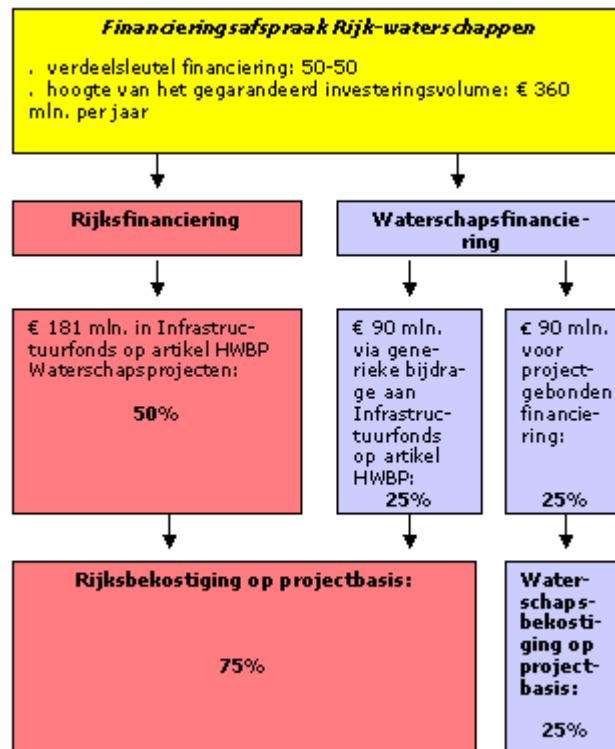 Financieringsafspraak Rijk-waterschappen
. verdeelsleutel financiering: 50-50
. hoogte van het gegarandeerd investeringsvolume: € 360
mln. per jaar
Rijksfinanciering
Waterschapsfinancie-
ring
€ 181 mln. in Infrastruc-
tuurfonds op artikel HWBP
Waterschapsprojecten:
50%
€ 90 mln.
via gene-
rieke bijdra-
ge aan
Infrastruc-
tuurfonds
op artikel
HWBP:
25%
€ 90 mln.
voor
project-
gebonden
financie-
ring:
25%
Rijksbekostiging op projectbasis:
75%
Water-
schaps-
bekosti-
ging op
project-
basis:
25%